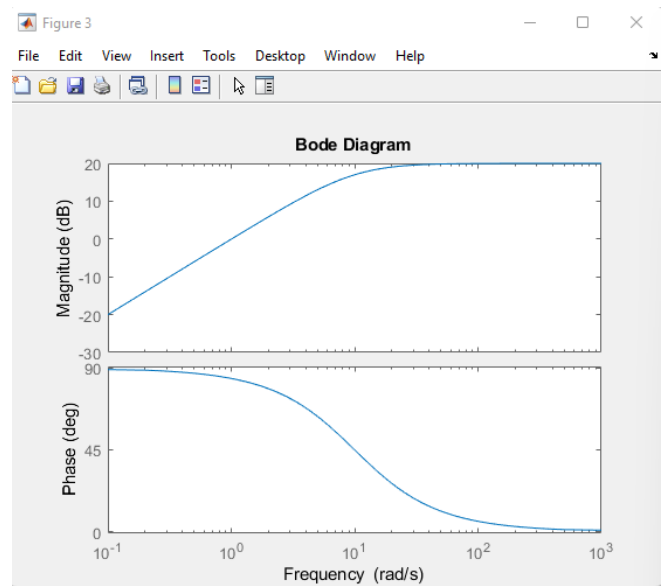 Figure 3
File Edit View Insert Tools Desktop Window Help
Bode Diagram
Magnitude (dB)
20
10
0
-10
-20
-30
Phase (deg)
90
45
0
10^-1 10^0 10^1 10^2 10^3
Frequency (rad/s)